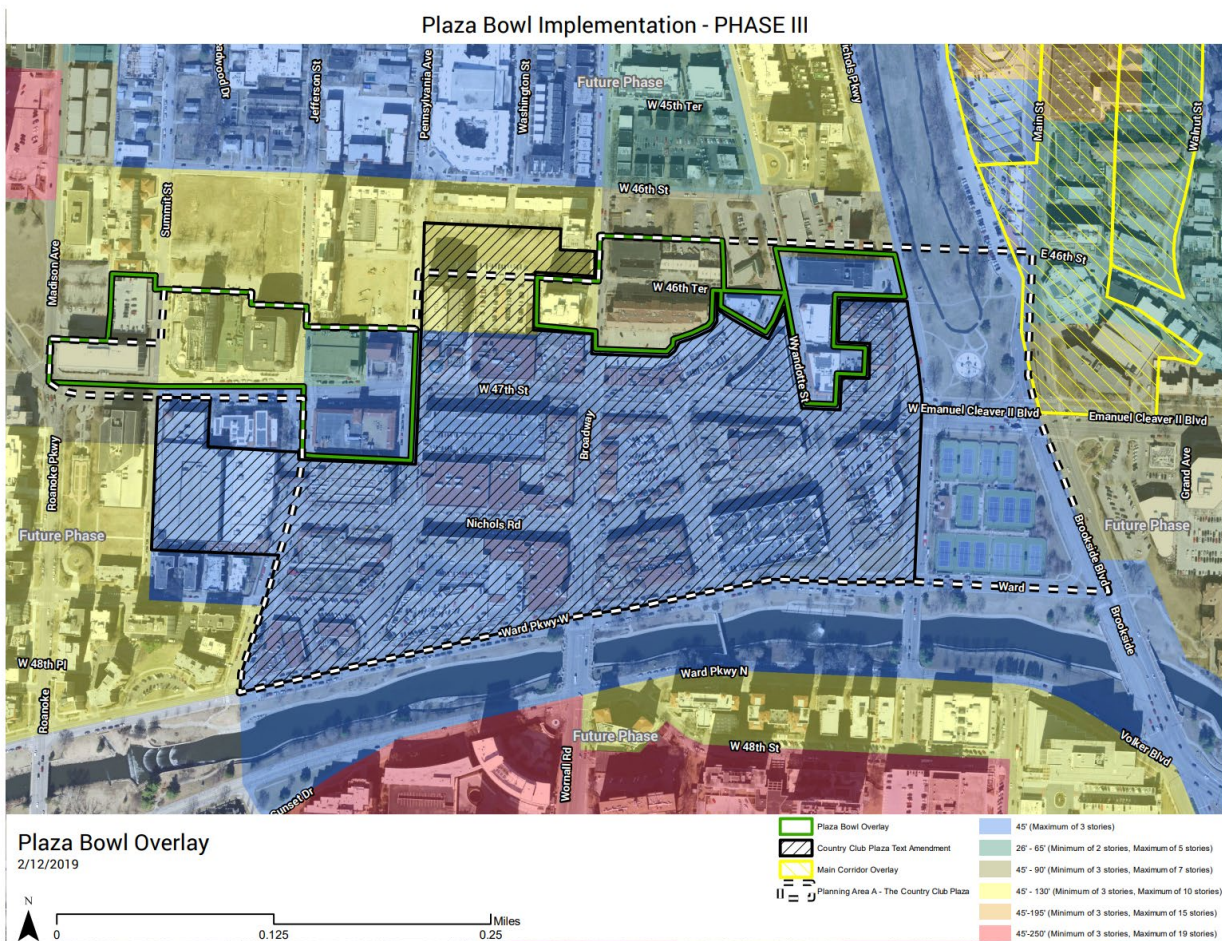 Plaza Bowl Implementation - PHASE III
Jefferson St
Pennsylvania Ave
Washington St
Future Phase
W 45th Ter
Main St
Walnut St
W 46th St
Summit St
Madison Ave
E 46th St
W 46th Ter
Wyandotte St
W 47th St
Broadway
W Emanuel Cleaver II Blvd
Emanuel Cleaver II Blvd
Roanoke Pkwy
Grand Ave
Nichols Rd
Future Phase
Future Phase
Brookside Blvd
Ward
Brookside
Ward Pkwy W
W 48th Pl
Ward Pkwy N
Roanoke
Future Phase
W 48th St
Wornall Rd
Volker Blvd
Sunset Dr
Plaza Bowl Overlay
2/12/2019
N
0
0.125
0.25
Miles
Plaza Bowl Overlay
Country Club Plaza Text Amendment
Main Corridor Overlay
Planning Area A - The Country Club Plaza
45' (Maximum of 3 stories)
26' - 65' (Minimum of 2 stories, Maximum of 5 stories)
45' - 90' (Minimum of 3 stories, Maximum of 7 stories)
45' - 130' (Minimum of 3 stories, Maximum of 10 stories)
45'-195' (Minimum of 3 stories, Maximum of 15 stories)
45'-250' (Minimum of 3 stories, Maximum of 19 stories)